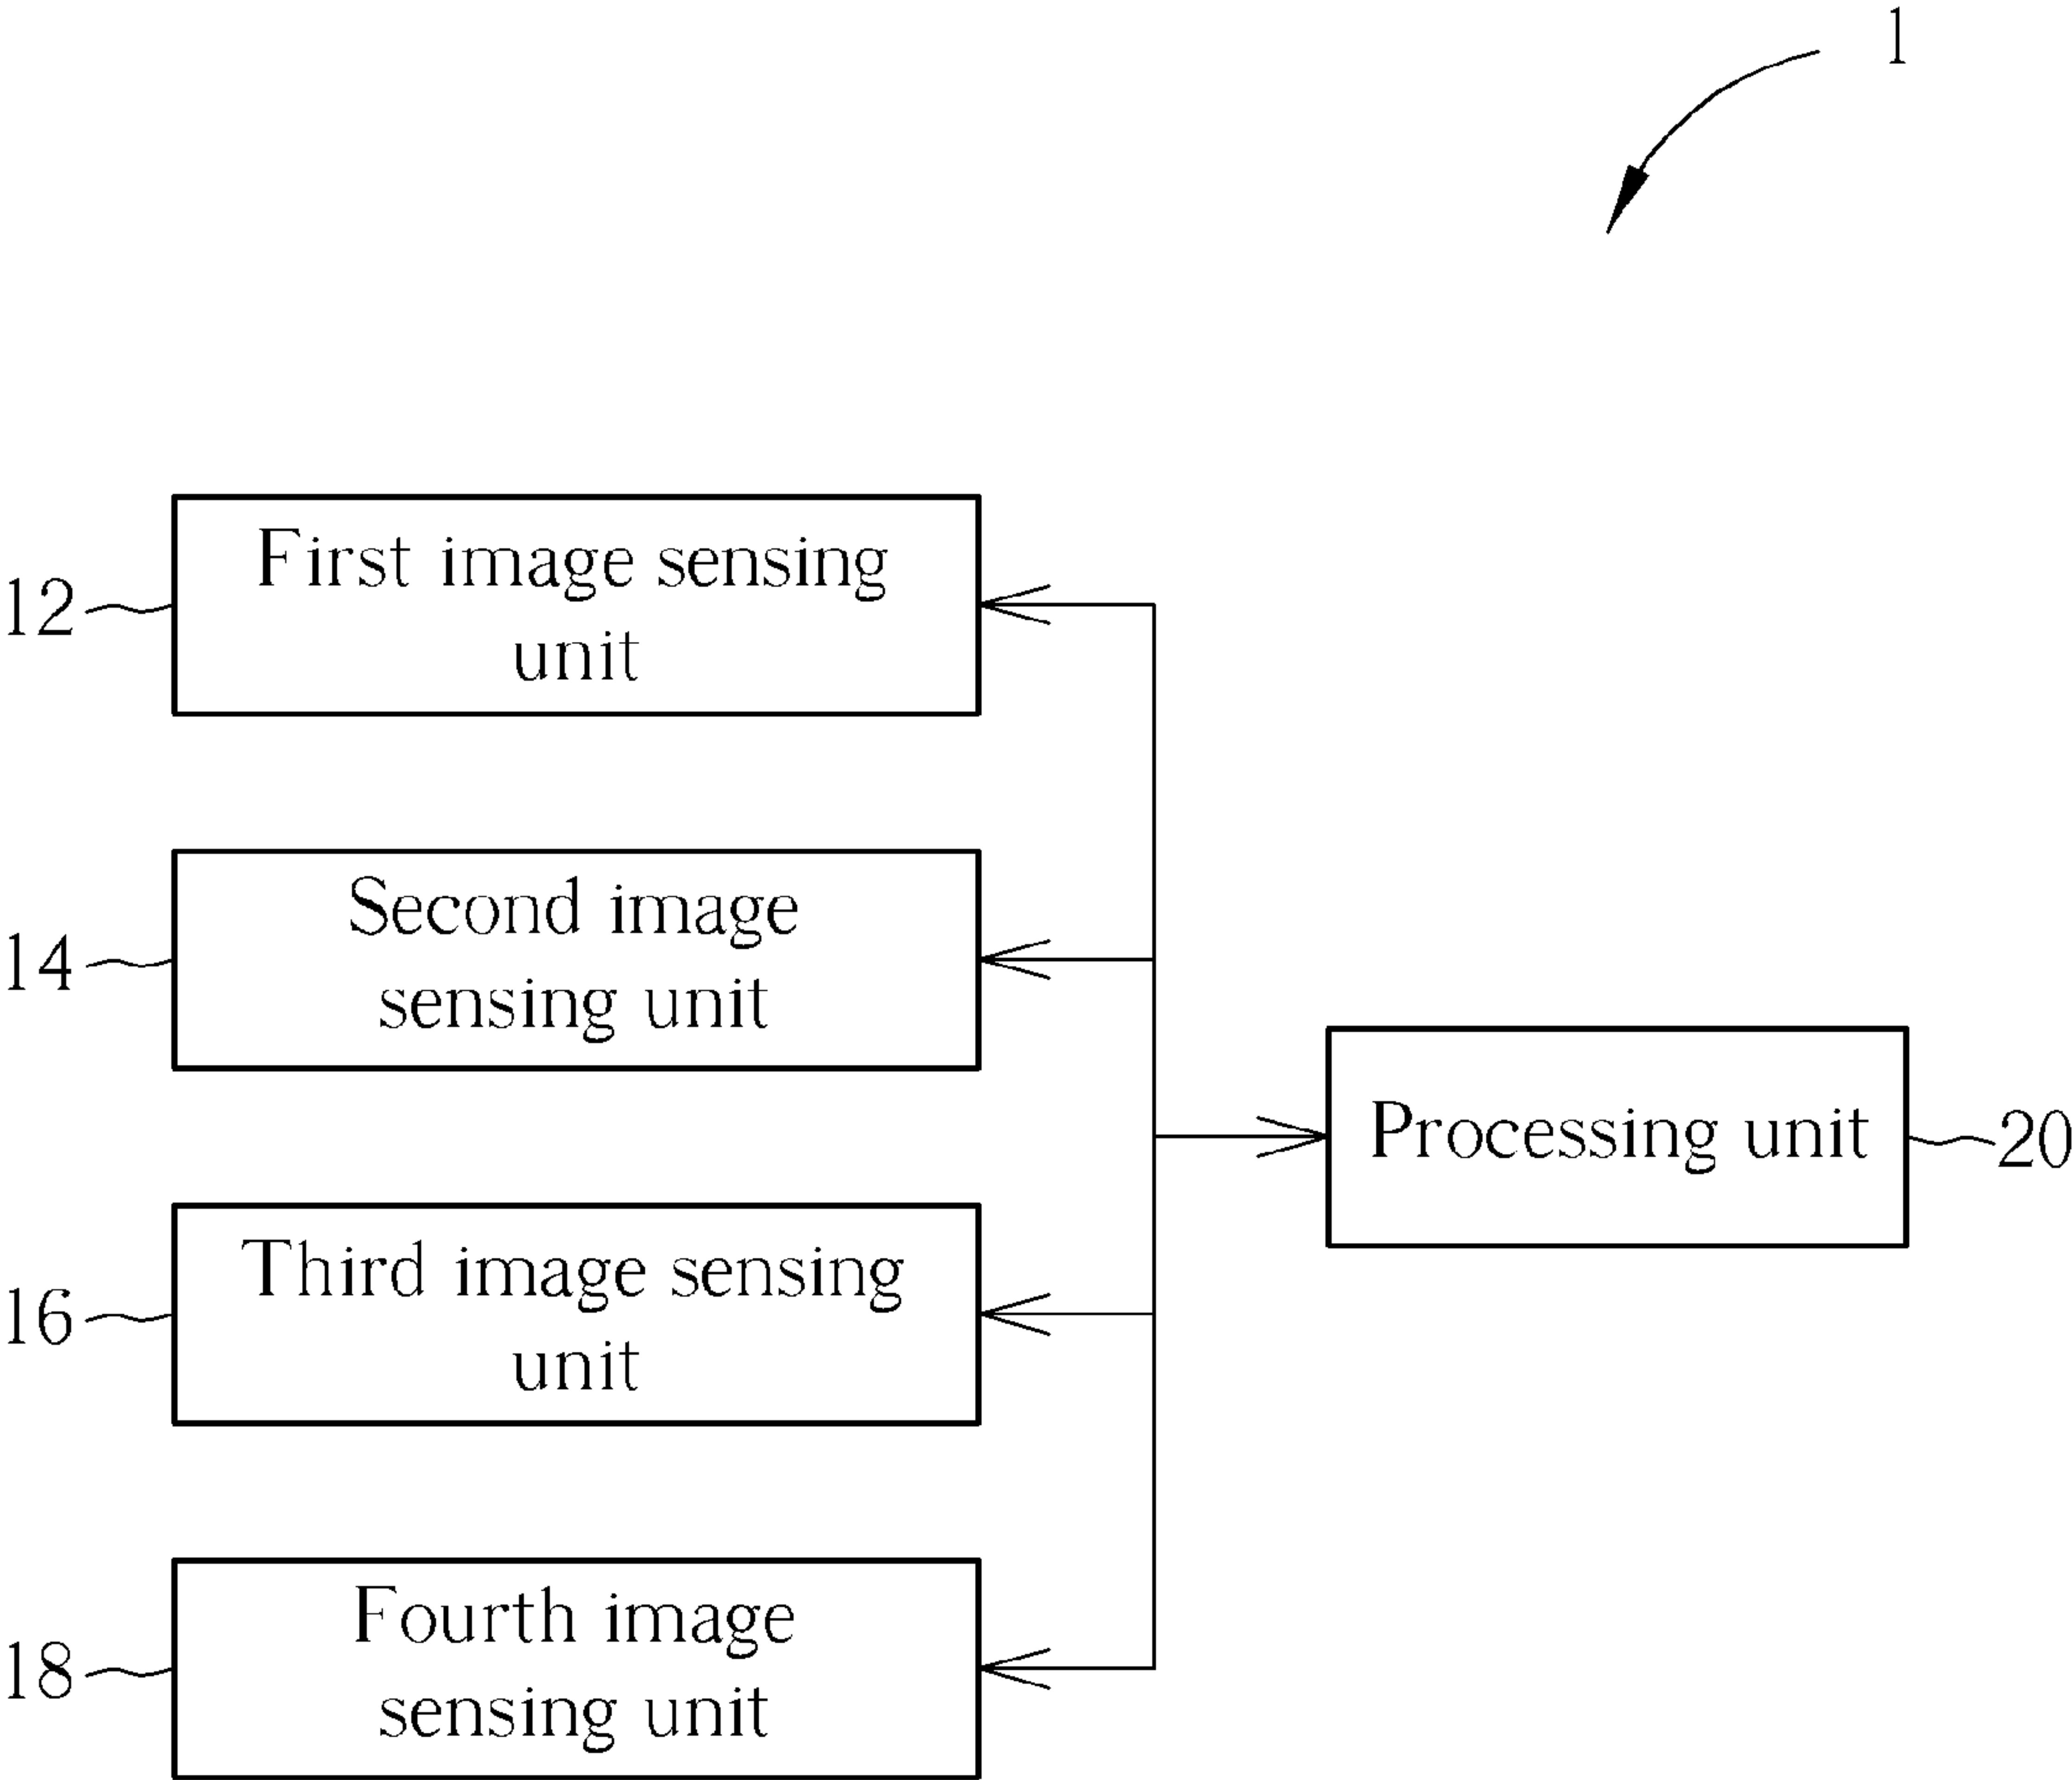 1
12
First image sensing
unit
14
Second image
sensing unit
Processing unit
20
16
Third image sensing
unit
18
Fourth image
sensing unit